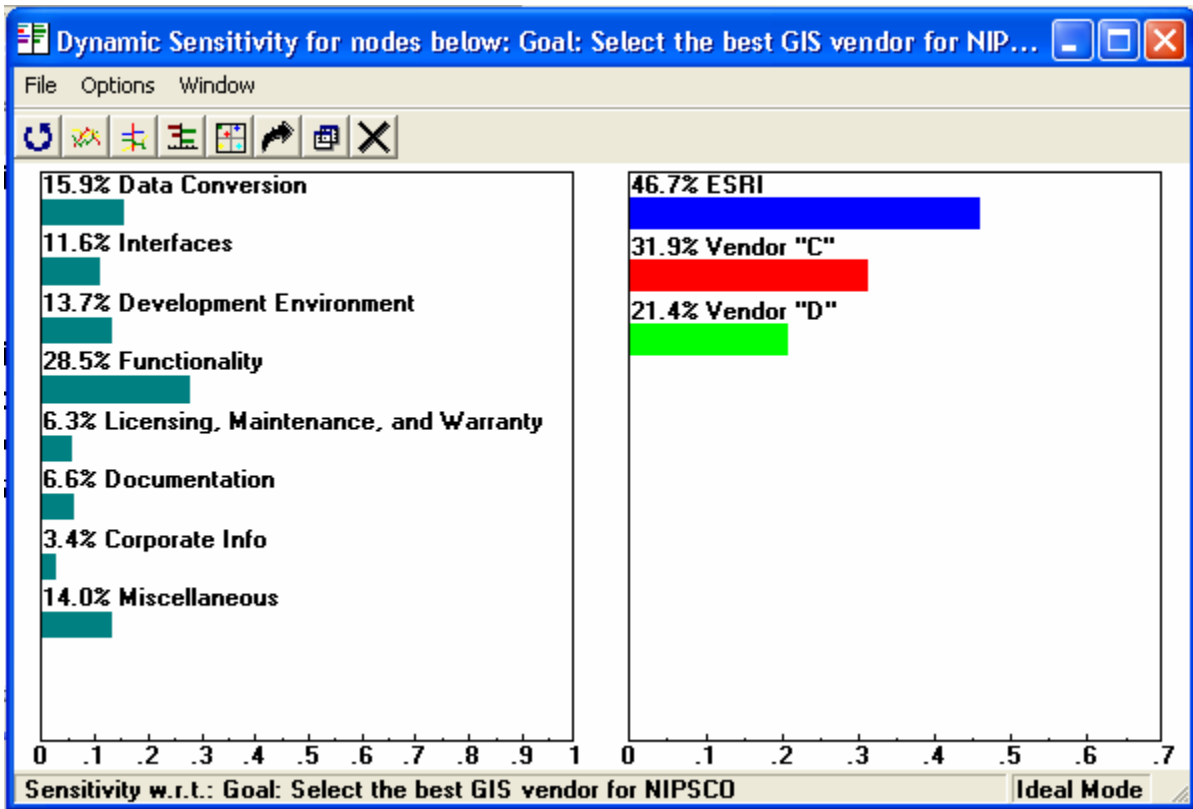 Dynamic Sensitivity for nodes below: Goal: Select the best GIS vendor for NIP...
File Options Window
15.9% Data Conversion
11.6% Interfaces
13.7% Development Environment
28.5% Functionality
6.3% Licensing, Maintenance, and Warranty
6.6% Documentation
3.4% Corporate Info
14.0% Miscellaneous
0 .1 .2 .3 .4 .5 .6 .7 .8 .9 1
46.7% ESRI
31.9% Vendor "C"
21.4% Vendor "D"
0 .1 .2 .3 .4 .5 .6 .7
Sensitivity w.r.t.: Goal: Select the best GIS vendor for NIPSCO
Ideal Mode